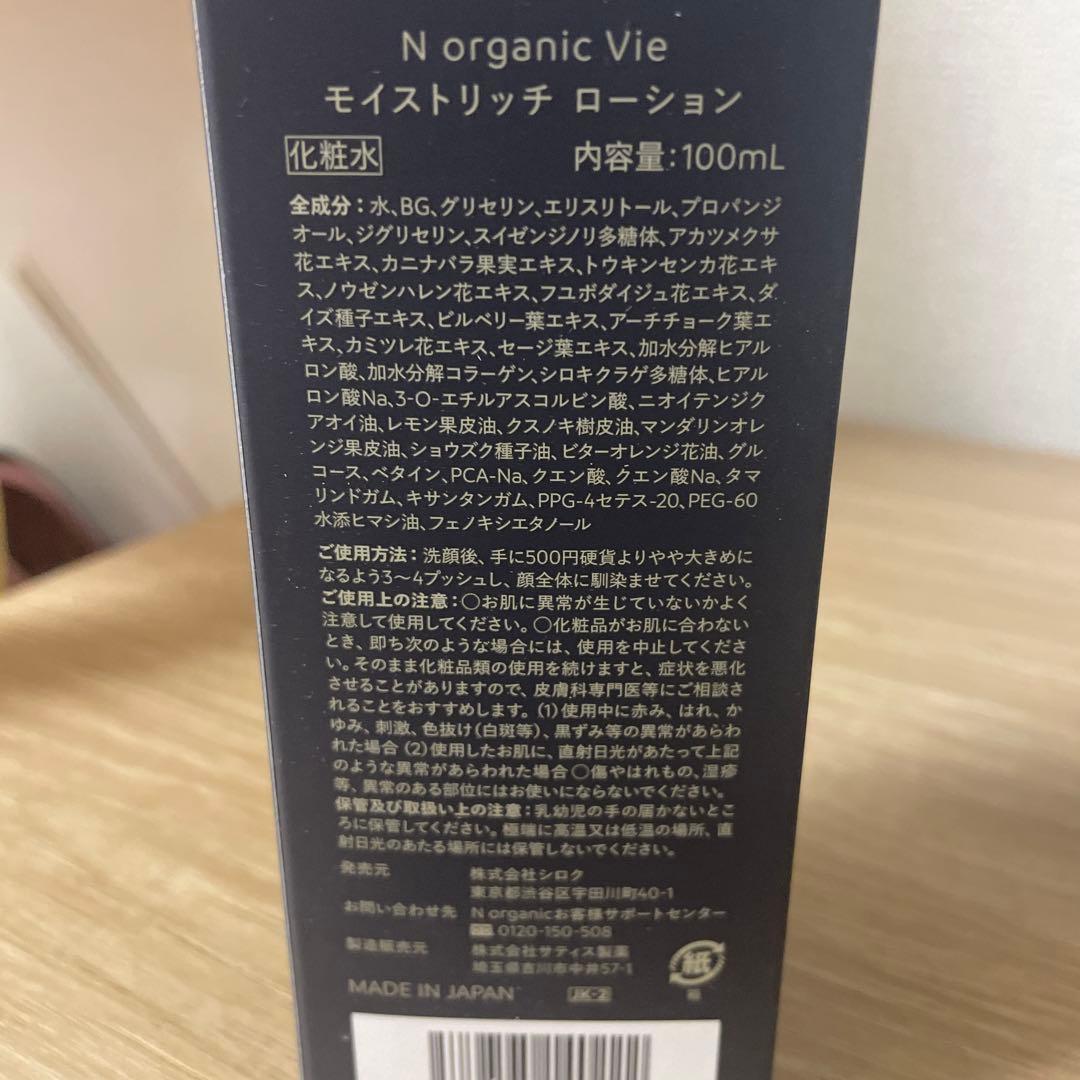 N organic Vie
モイストリッチ ローション
化粧水 内容量：100mL
全成分：水、BG、グリセリン、エリスリトール、プロパンジ
オール、ジグリセリン、スイゼンジノリ多糖体、アカツメクサ
花エキス、カニナバラ果実エキス、トウキンセンカ花エキ
ス、ノウゼンハレン花エキス、フユボダイジュ花エキス、ダ
イズ種子エキス、ビルベリー葉エキス、アーチチョーク葉エ
キス、カミツレ花エキス、セージ葉エキス、加水分解ヒアル
ロン酸、加水分解コラーゲン、シロキクラゲ多糖体、ヒアル
ロン酸Na、3-O-エチルアスコルビン酸、ニオイテンジク
アオイ油、レモン果皮油、クスノキ樹皮油、マンダリンオレ
ンジ果皮油、ショウズク種子油、ビターオレンジ花油、グル
コース、ベタイン、PCA-Na、クエン酸、クエン酸Na、タマ
リンドガム、キサンタンガム、PPG-4セテス-20、PEG-60
水添ヒマシ油、フェノキシエタノール
ご使用方法：洗顔後、手に500円硬貨よりやや大きめに
なるよう3〜4プッシュし、顔全体に馴染ませてください。
ご使用上の注意：〇お肌に異常が生じていないかよく
注意して使用してください。〇化粧品がお肌に合わない
とき、即ち次のような場合には、使用を中止してくださ
い。そのまま化粧品類の使用を続けますと、症状を悪化
させることがありますので、皮膚科専門医等にご相談さ
れることをおすすめします。(1)使用中に赤み、はれ、か
ゆみ、刺激、色抜け(白斑等)、黒ずみ等の異常があらわ
れた場合 (2)使用したお肌に、直射日光があたって上記
のような異常があらわれた場合 〇傷やはれもの、湿疹
等、異常のある部位にはお使いにならないでください。
保管及び取扱い上の注意：乳幼児の手の届かないとこ
ろに保管してください。極端に高温又は低温の場所、直
射日光のあたる場所には保管しないでください。
発売元 株式会社シロク
東京都渋谷区宇田川町40-1
お問い合わせ先 N organicお客様サポートセンター
0120-150-508
製造販売元 株式会社サティス製薬
埼玉県吉川市中井57-1
紙
箱
MADE IN JAPAN JK-2